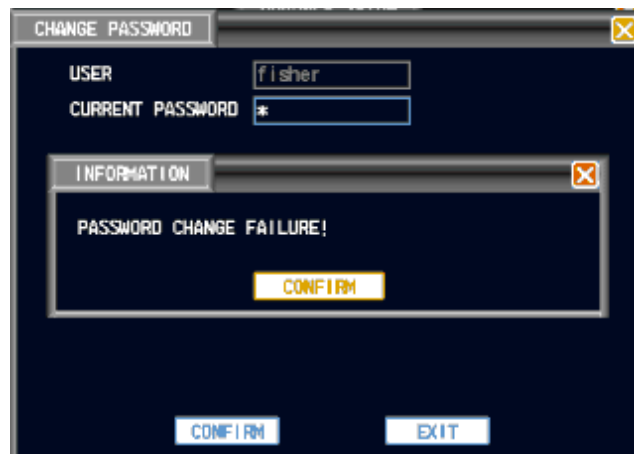 CHANGE PASSWORD
USER fisher
CURRENT PASSWORD *
INFORMATION
PASSWORD CHANGE FAILURE!
CONFIRM
CONFIRM EXIT